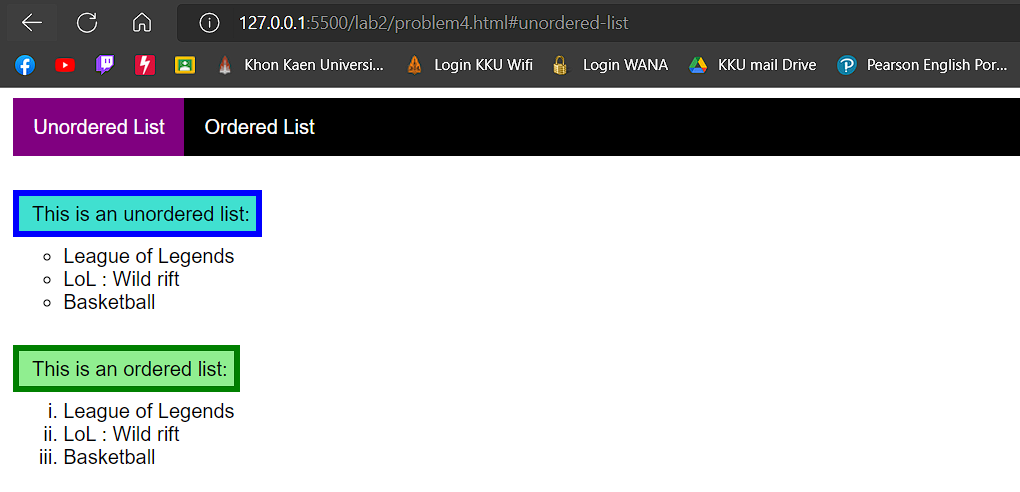 127.0.0.1:5500/lab2/problem4.html#unordered-list
Khon Kaen Universi... Login KKU Wifi Login WANA KKU mail Drive Pearson English Por...
Unordered List Ordered List
This is an unordered list:
League of Legends
LoL : Wild rift
Basketball
This is an ordered list:
i. League of Legends
ii. LoL : Wild rift
iii. Basketball